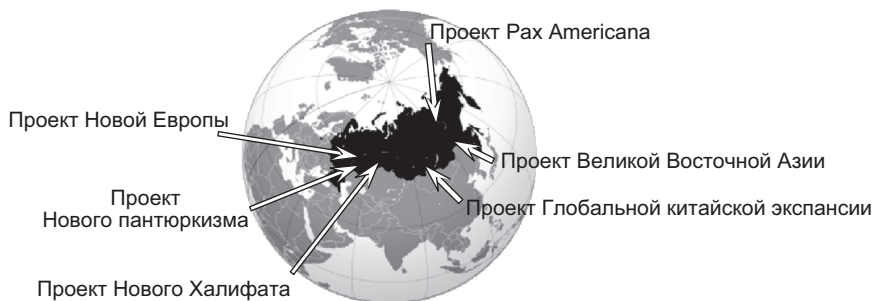 Проект Pax Americana
Проект Новой Европы
Проект Великой Восточной Азии
Проект
Нового пантюркизма
Проект Глобальной китайской экспансии
Проект Нового Халифата